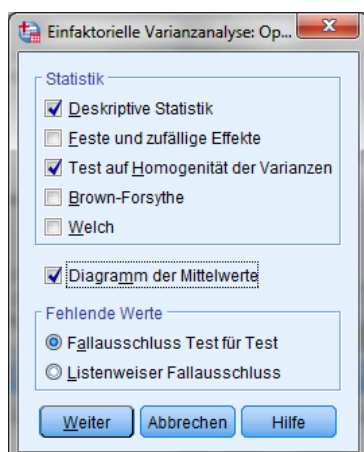 Einfaktorielle Varianzanalyse: Op...
Statistik
Deskriptive Statistik
Feste und zufällige Effekte
Test auf Homogenität der Varianzen
Brown-Forsythe
Welch
Diagramm der Mittelwerte
Fehlende Werte
Fallausschluss Test für Test
Listenweiser Fallausschluss
Weiter Abbrechen Hilfe